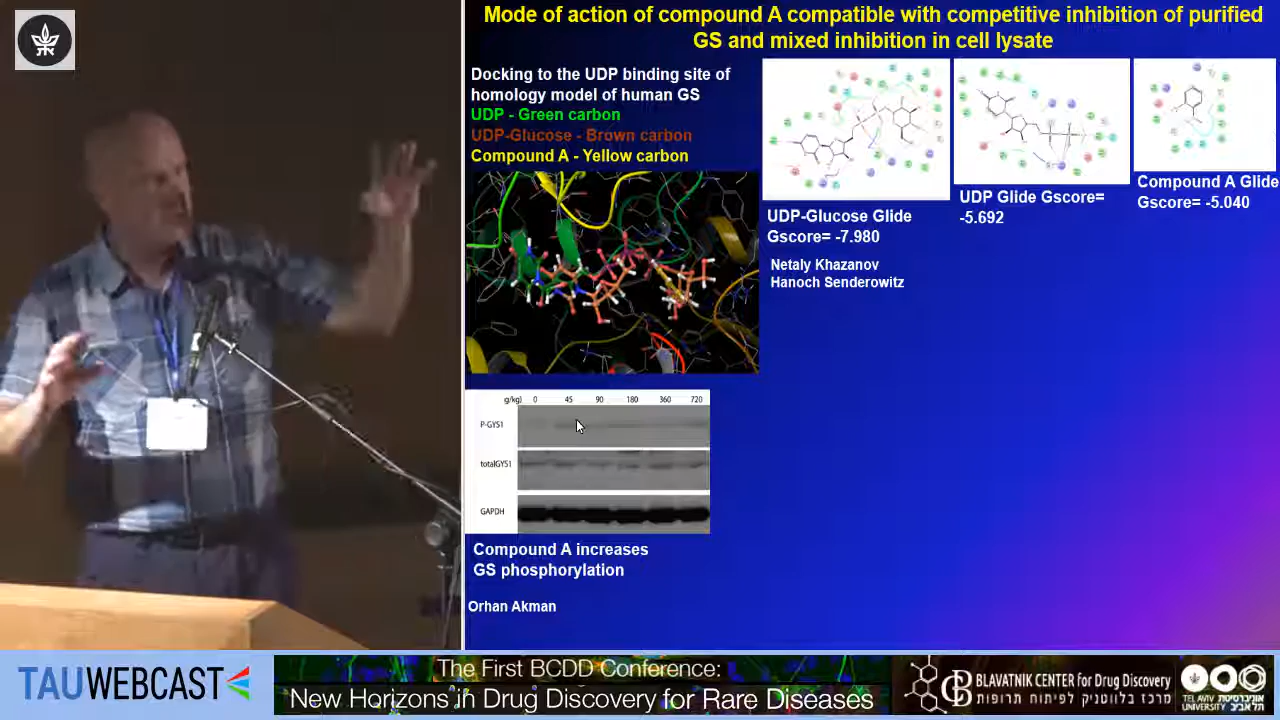 Mode of action of compound A compatible with competitive inhibition of purified
GS and mixed inhibition in cell lysate
Docking to the UDP binding site of
homology model of human GS
UDP - Green carbon
UDP-Glucose - Brown carbon
Compound A - Yellow carbon
UDP-Glucose Glide
Gscore= -7.980
UDP Glide Gscore=
-5.692
Compound A Glide
Gscore= -5.040
Netaly Khazanov
Hanoch Senderowitz
g/kg) 0 45 90 180 360 720
P-GYS1
totalGYS1
GAPDH
Compound A increases
GS phosphorylation
Orhan Akman
TAUWEBCAST
The First BCDD Conference:
New Horizons in Drug Discovery for Rare Diseases
BLAVATNIK CENTER for Drug Discovery
מרכז בלווטניק לפיתוח תרופות
TEL AVIV UNIVERSITY
אוניברסיטת תל אביב